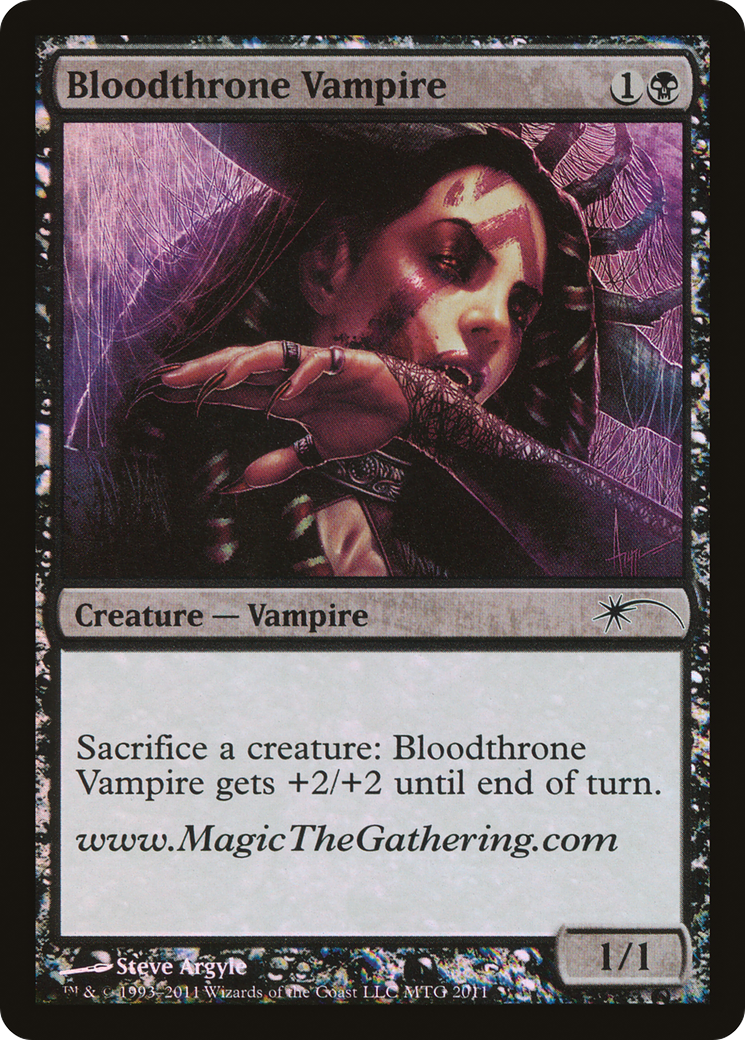 Bloodthrone Vampire 1
Creature — Vampire
Sacrifice a creature: Bloodthrone
Vampire gets +2/+2 until end of turn.
www.MagicTheGathering.com
1/1
Steve Argyle
™ & © 1993–2011 Wizards of the Coast LLC MTG 2011